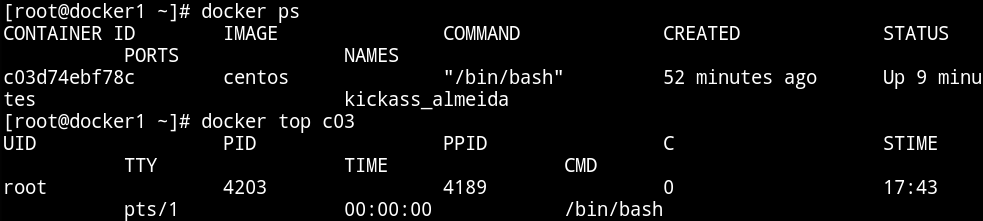 [root@docker1 ~]# docker ps
CONTAINER ID        IMAGE               COMMAND             CREATED             STATUS
           PORTS               NAMES
c03d74ebf78c        centos              "/bin/bash"         52 minutes ago      Up 9 minu
tes                            kickass_almeida
[root@docker1 ~]# docker top c03
UID                 PID                 PPID                C                   STIME
           TTY                 TIME                CMD
root                4203                4189                0                   17:43
           pts/1               00:00:00            /bin/bash